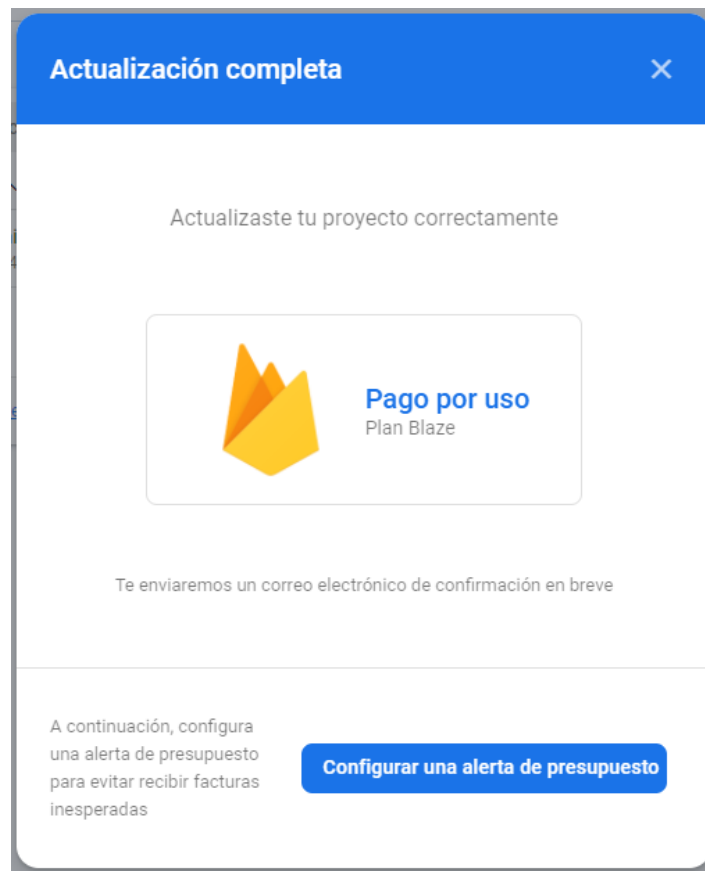 Actualización completa
Actualizaste tu proyecto correctamente
Pago por uso
Plan Blaze
Te enviaremos un correo electrónico de confirmación en breve
A continuación, configura
una alerta de presupuesto
para evitar recibir facturas
inesperadas
Configurar una alerta de presupuesto